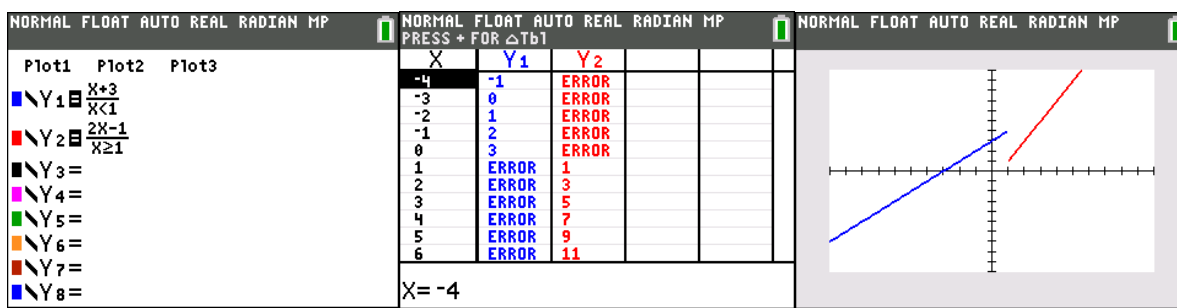 NORMAL FLOAT AUTO REAL RADIAN MP
Plot1 Plot2 Plot3
\Y1=X+3/X<1
\Y2=2X-1/X≥1
\Y3=
\Y4=
\Y5=
\Y6=
\Y7=
\Y8=
NORMAL FLOAT AUTO REAL RADIAN MP
PRESS + FOR △Tbl
X Y1 Y2
-4 -1 ERROR
-3 0 ERROR
-2 1 ERROR
-1 2 ERROR
0 3 ERROR
1 ERROR 1
2 ERROR 3
3 ERROR 5
4 ERROR 7
5 ERROR 9
6 ERROR 11
X= -4
NORMAL FLOAT AUTO REAL RADIAN MP